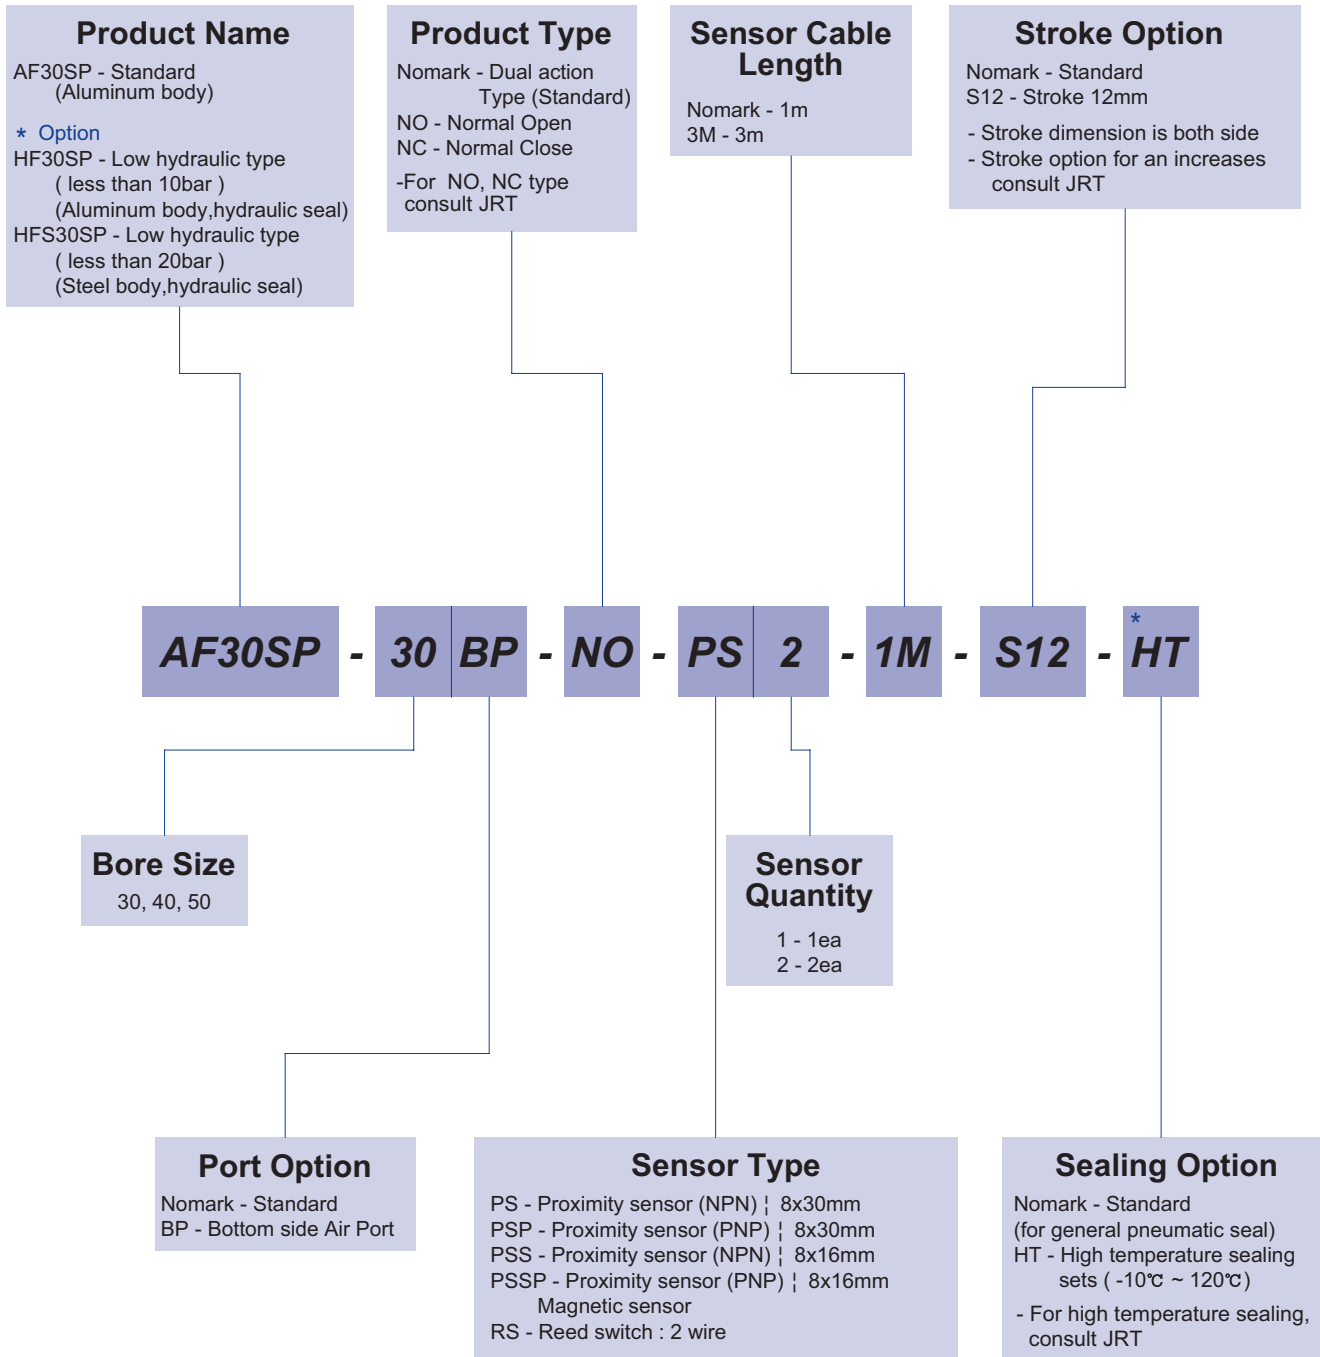 Product Name
AF30SP - Standard
(Aluminum body)
* Option
HF30SP - Low hydraulic type
( less than 10bar )
(Aluminum body,hydraulic seal)
HFS30SP - Low hydraulic type
( less than 20bar )
(Steel body,hydraulic seal)
Product Type
Nomark - Dual action
Type (Standard)
NO - Normal Open
NC - Normal Close
-For NO, NC type
consult JRT
Sensor Cable
Length
Nomark - 1m
3M - 3m
Stroke Option
Nomark - Standard
S12 - Stroke 12mm
- Stroke dimension is both side
- Stroke option for an increases
consult JRT
AF30SP - 30 BP - NO - PS 2 - 1M - S12 - *HT
Bore Size
30, 40, 50
Sensor
Quantity
1 - 1ea
2 - 2ea
Port Option
Nomark - Standard
BP - Bottom side Air Port
Sensor Type
PS - Proximity sensor (NPN) ¦ 8x30mm
PSP - Proximity sensor (PNP) ¦ 8x30mm
PSS - Proximity sensor (NPN) ¦ 8x16mm
PSSP - Proximity sensor (PNP) ¦ 8x16mm
Magnetic sensor
RS - Reed switch : 2 wire
Sealing Option
Nomark - Standard
(for general pneumatic seal)
HT - High temperature sealing
sets ( -10℃ ~ 120℃)
- For high temperature sealing,
consult JRT